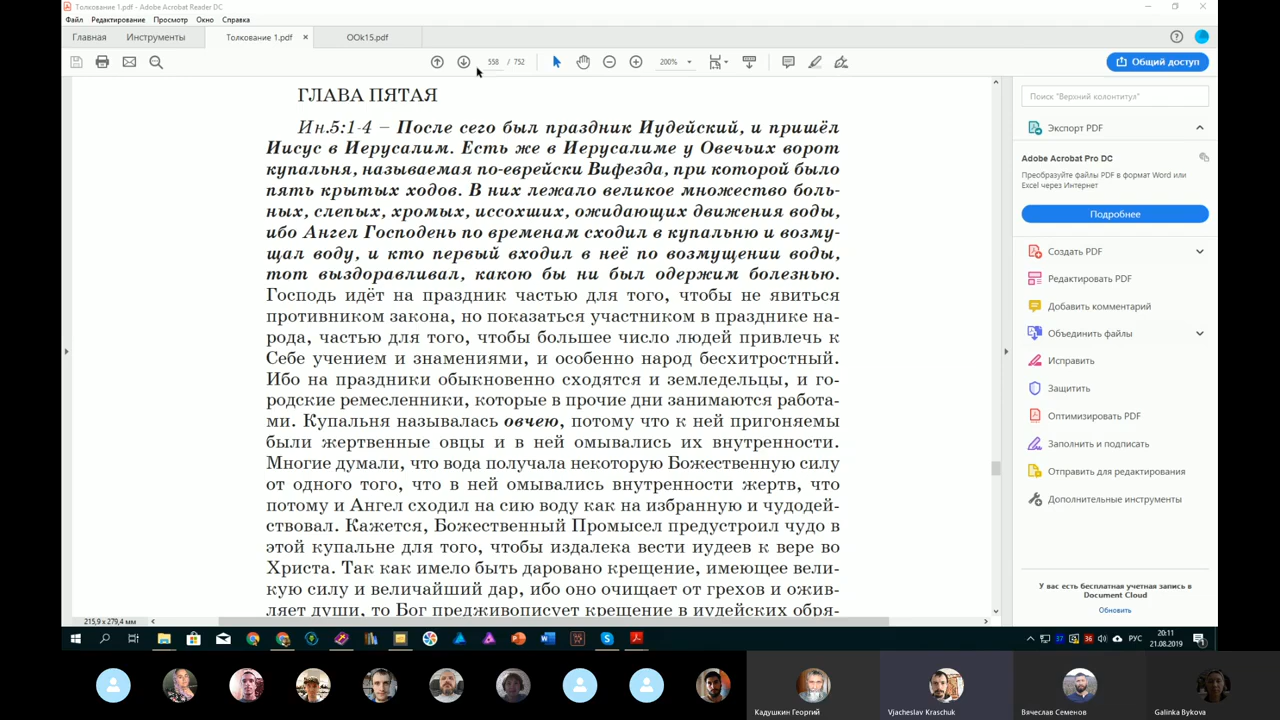 Толкование 1.pdf - Adobe Acrobat Reader DC
Файл Редактирование Просмотр Окно Справка
Главная Инструменты Толкование 1.pdf × OOk15.pdf
558 / 752 200% Общий доступ
ГЛАВА ПЯТАЯ
Ин.5:1-4 – После сего был праздник Иудейский, и пришёл
Иисус в Иерусалим. Есть же в Иерусалиме у Овечьих ворот
купальня, называемая по-еврейски Вифезда, при которой было
пять крытых ходов. В них лежало великое множество боль-
ных, слепых, хромых, иссохших, ожидающих движения воды,
ибо Ангел Господень по временам сходил в купальню и возму-
щал воду, и кто первый входил в неё по возмущении воды,
тот выздоравливал, какою бы ни был одержим болезнью.
Господь идёт на праздник частью для того, чтобы не явиться
противником закона, но показаться участником в празднике на-
рода, частью для того, чтобы большее число людей привлечь к
Себе учением и знамениями, и особенно народ бесхитростный.
Ибо на праздники обыкновенно сходятся и земледельцы, и го-
родские ремесленники, которые в прочие дни занимаются работа-
ми. Купальня называлась овчею, потому что к ней пригоняемы
были жертвенные овцы и в ней омывались их внутренности.
Многие думали, что вода получала некоторую Божественную силу
от одного того, что в ней омывались внутренности жертв, что
потому и Ангел сходил на сию воду как на избранную и чудодей-
ствовал. Кажется, Божественный Промысел предустроил чудо в
этой купальне для того, чтобы издалека вести иудеев к вере во
Христа. Так как имело быть даровано крещение, имеющее вели-
кую силу и величайший дар, ибо оно очищает от грехов и ожив-
ляет души, то Бог предживописует крещение в иудейских обря-
215,9 x 279,4 мм
Поиск "Верхний колонтитул"
Экспорт PDF
Adobe Acrobat Pro DC
Преобразуйте файлы PDF в формат Word или
Excel через Интернет
Подробнее
Создать PDF
Редактировать PDF
Добавить комментарий
Объединить файлы
Исправить
Защитить
Оптимизировать PDF
Заполнить и подписать
Отправить для редактирования
Дополнительные инструменты
У вас есть бесплатная учетная запись в
Document Cloud
Обновить
37 36 РУС
20:11
21.08.2019
Кадушкин Георгий
Vjacheslav Kraschuk
Вячеслав Семенов
Galinka Bykova